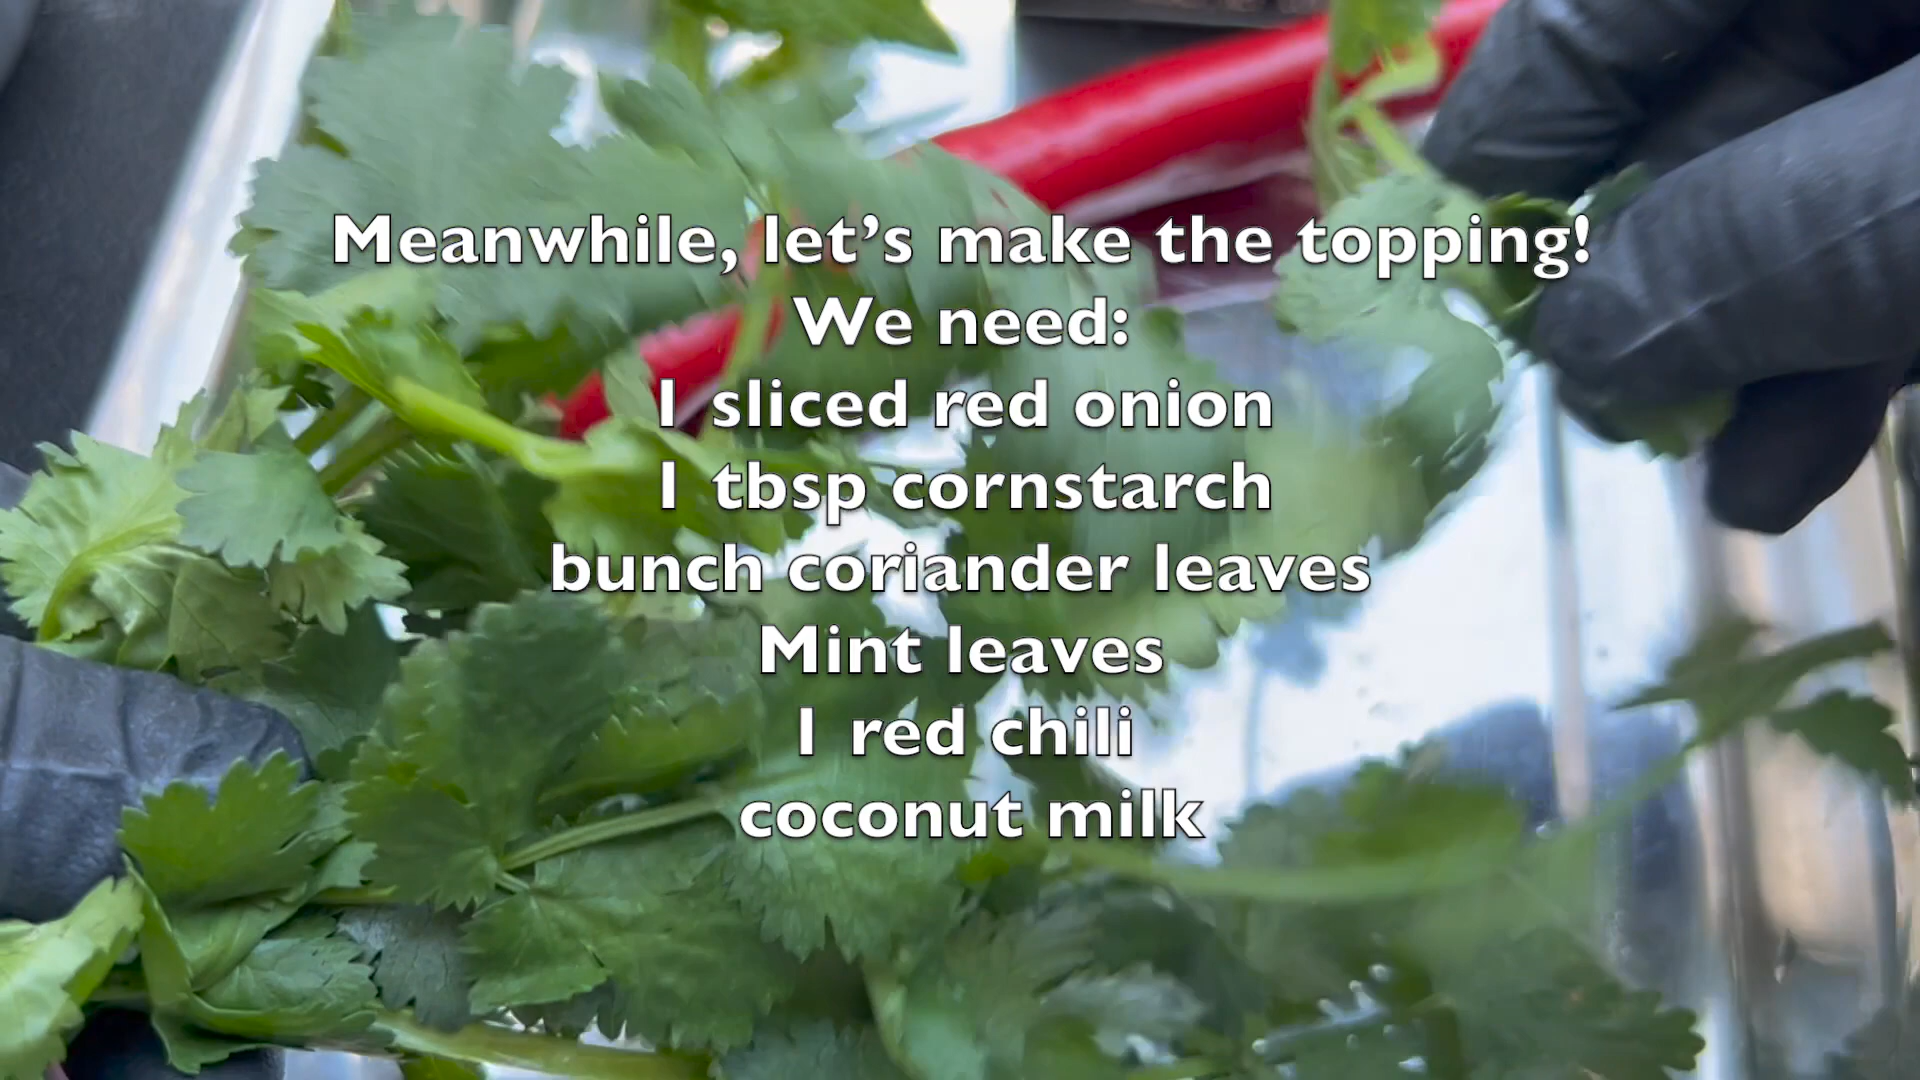 Meanwhile, let’s make the topping!
We need:
1 sliced red onion
1 tbsp cornstarch
bunch coriander leaves
Mint leaves
1 red chili
coconut milk